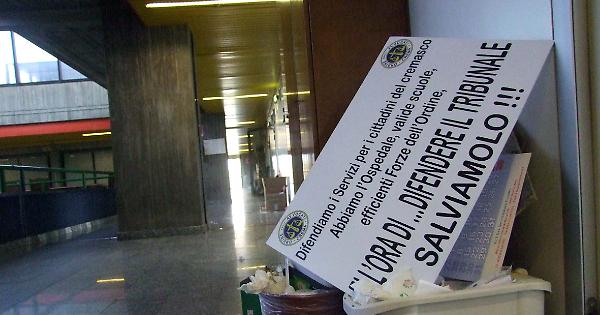 Difendiamo i Servizi per i cittadini del cremasco
Abbiamo l'Ospedale, valide scuole,
efficienti Forze dell'Ordine,
L'ORA DI ...DIFENDERE IL TRIBUNALE
SALVIAMOLO !!!